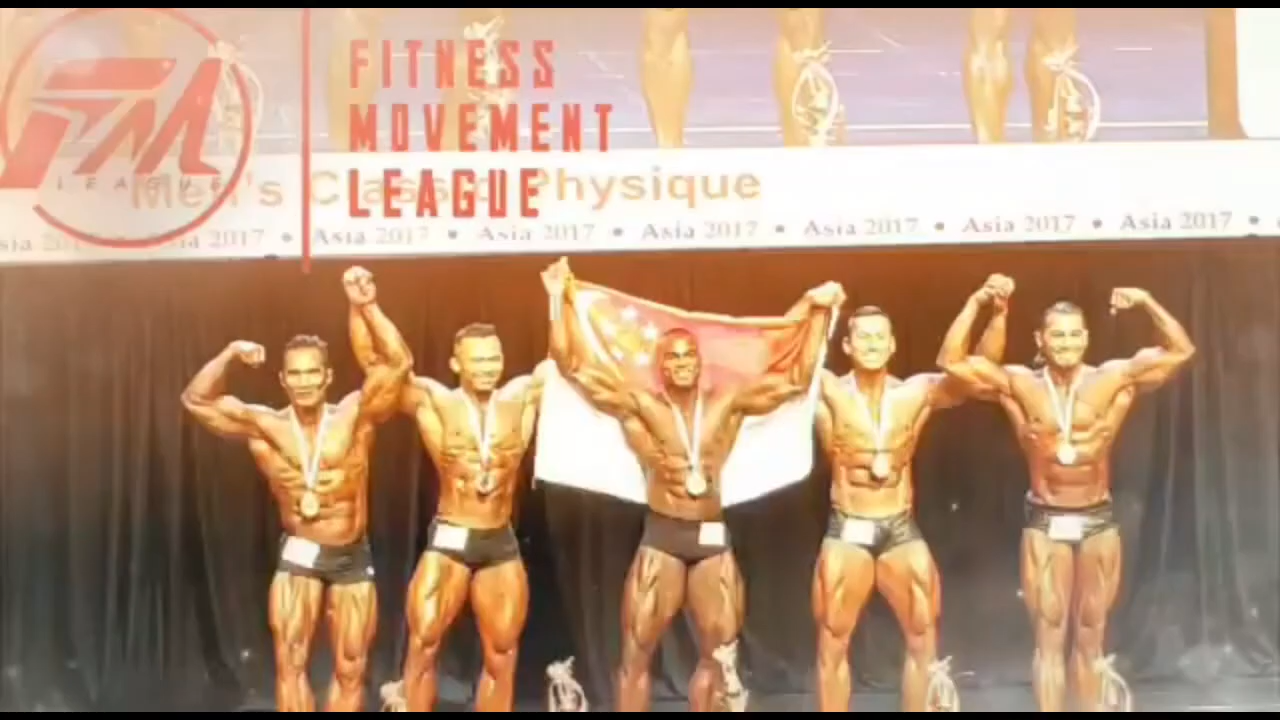 FITNESS
MOVEMENT
LEAGUE
FM
LEAGUE
Men's Classic Physique
Asia 2017 • Asia 2017 • Asia 2017 • Asia 2017 • Asia 2017 • Asia 2017 • Asia 2017 •